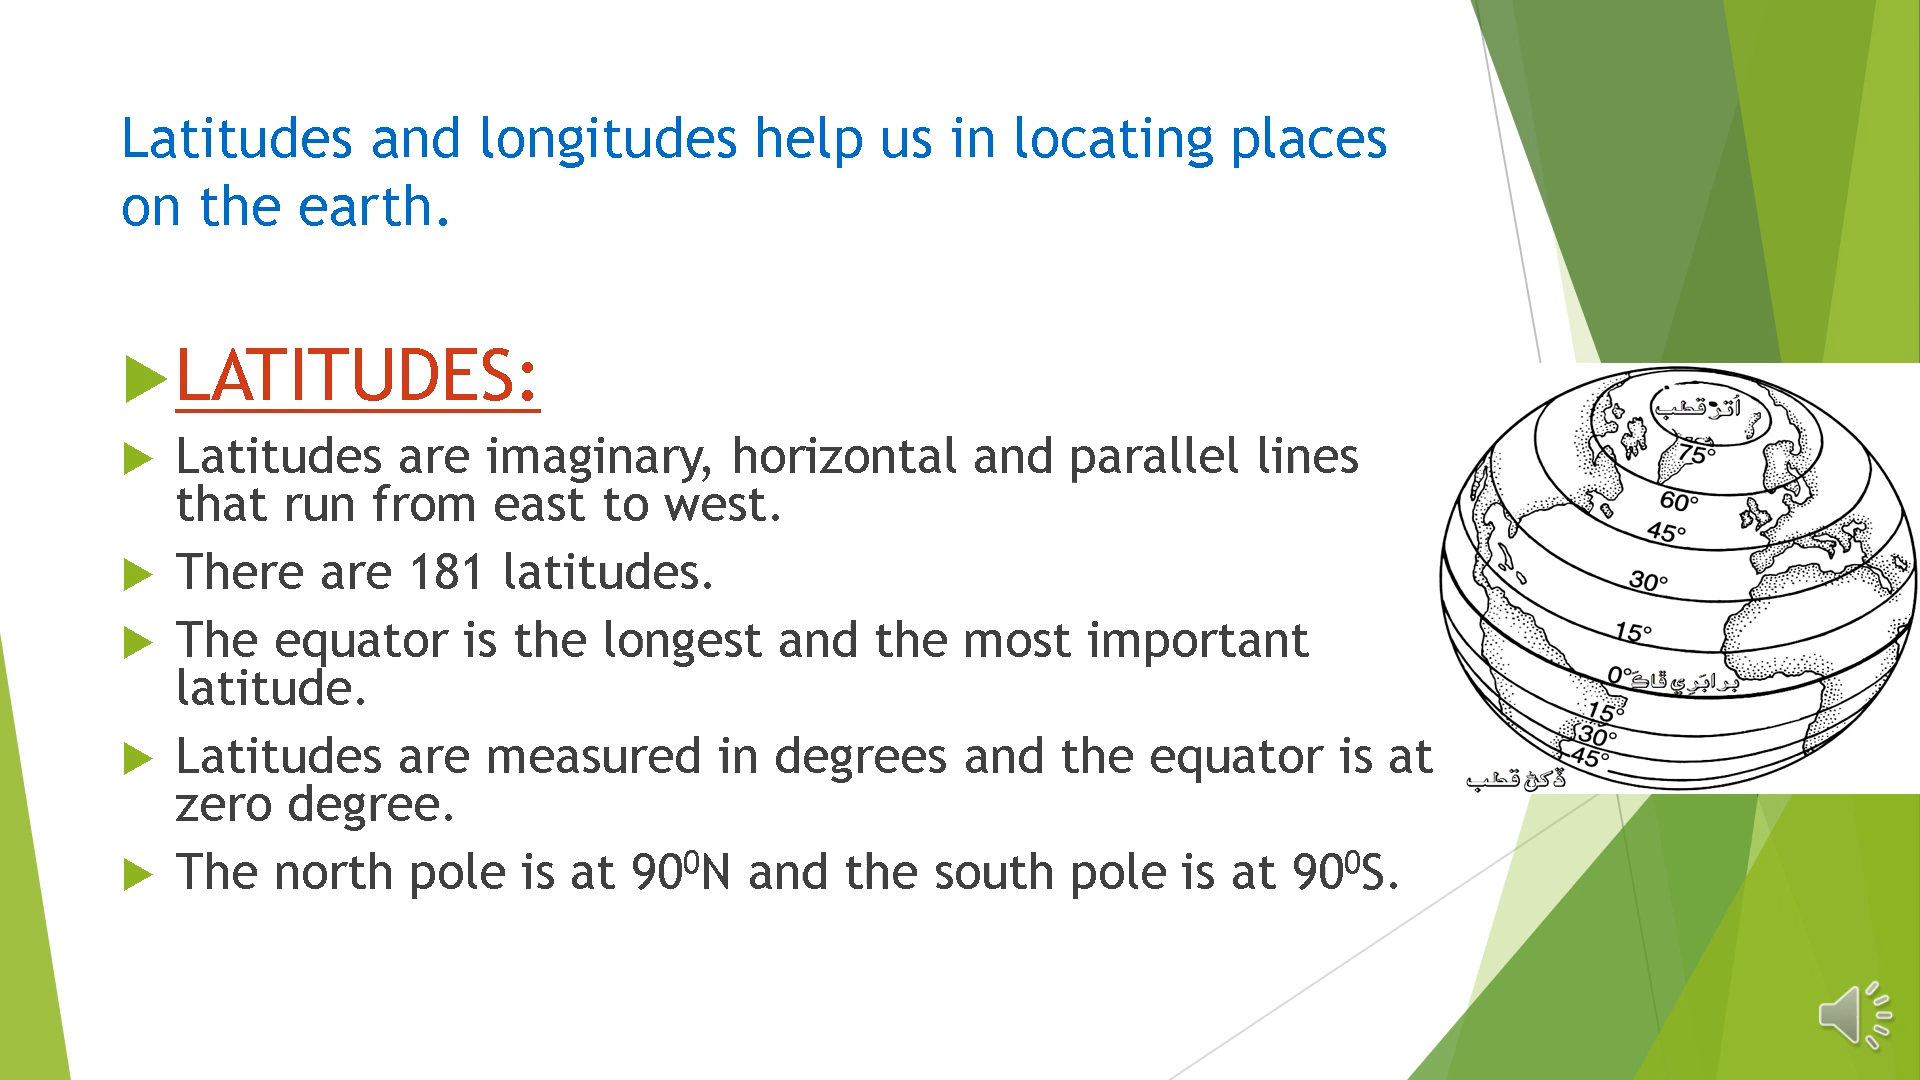 Latitudes and longitudes help us in locating places
on the earth.
LATITUDES:
Latitudes are imaginary, horizontal and parallel lines
that run from east to west.
There are 181 latitudes.
The equator is the longest and the most important
latitude.
Latitudes are measured in degrees and the equator is at
zero degree.
The north pole is at 90⁰N and the south pole is at 90⁰S.
75°
60°
45°
30°
15°
0°
15°
30°
45°